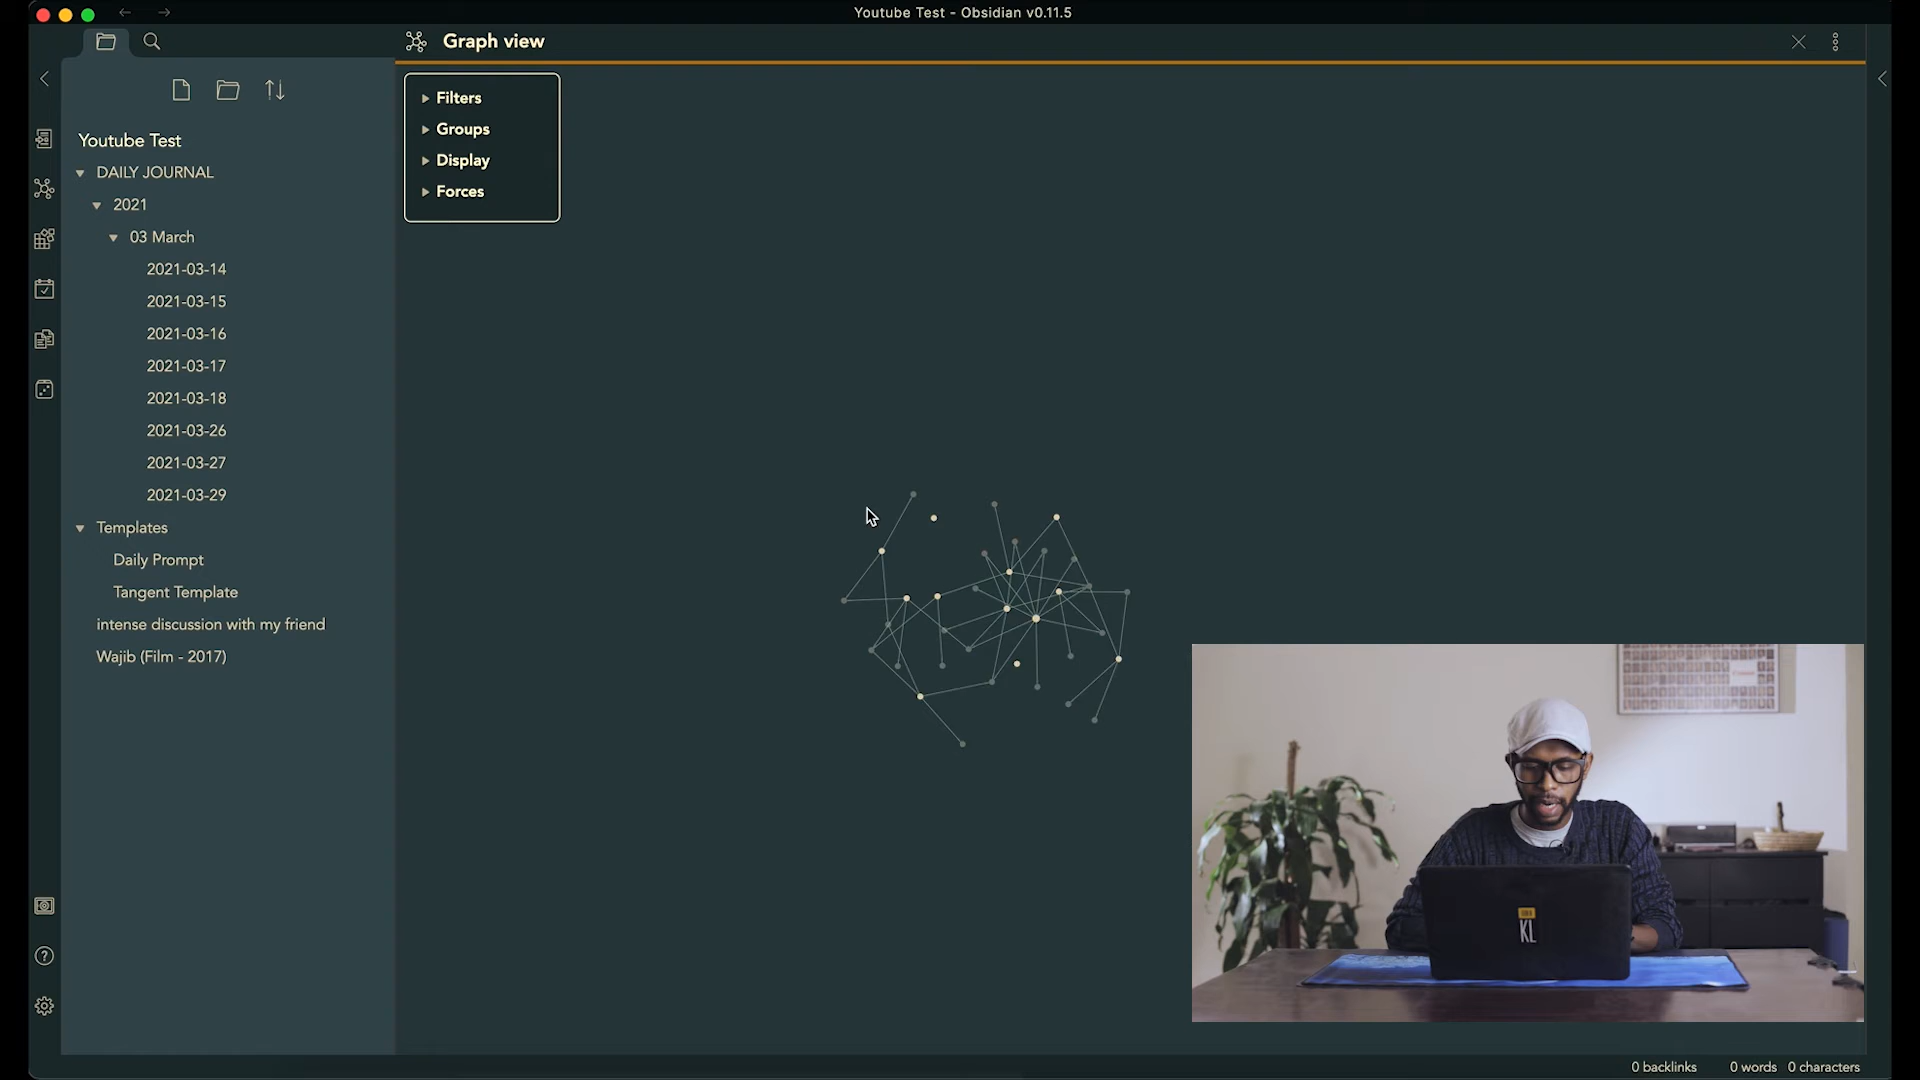 Youtube Test - Obsidian v0.11.5
Graph view
Filters
Groups
Display
Forces
Youtube Test
DAILY JOURNAL
2021
03 March
2021-03-14
2021-03-15
2021-03-16
2021-03-17
2021-03-18
2021-03-26
2021-03-27
2021-03-29
Templates
Daily Prompt
Tangent Template
intense discussion with my friend
Wajib (Film - 2017)
KL
0 backlinks
0 words
0 characters